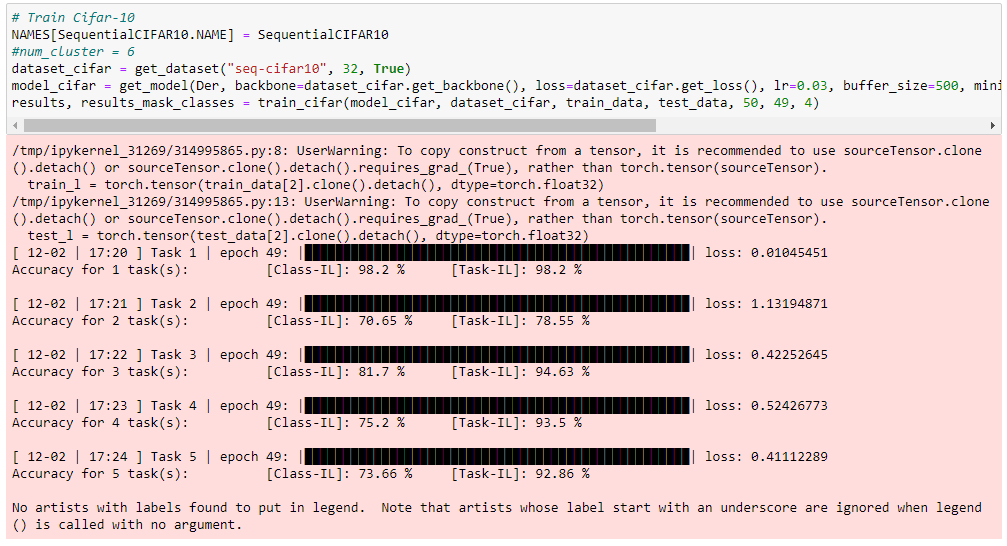 # Train Cifar-10
NAMES[SequentialCIFAR10.NAME] = SequentialCIFAR10
#num_cluster = 6
dataset_cifar = get_dataset("seq-cifar10", 32, True)
model_cifar = get_model(Der, backbone=dataset_cifar.get_backbone(), loss=dataset_cifar.get_loss(), lr=0.03, buffer_size=500, mini
results, results_mask_classes = train_cifar(model_cifar, dataset_cifar, train_data, test_data, 50, 49, 4)
/tmp/ipykernel_31269/314995865.py:8: UserWarning: To copy construct from a tensor, it is recommended to use sourceTensor.clone
().detach() or sourceTensor.clone().detach().requires_grad_(True), rather than torch.tensor(sourceTensor).
train_l = torch.tensor(train_data[2].clone().detach(), dtype=torch.float32)
/tmp/ipykernel_31269/314995865.py:13: UserWarning: To copy construct from a tensor, it is recommended to use sourceTensor.clone
().detach() or sourceTensor.clone().detach().requires_grad_(True), rather than torch.tensor(sourceTensor).
test_l = torch.tensor(test_data[2].clone().detach(), dtype=torch.float32)
[ 12-02 | 17:20 ] Task 1 | epoch 49: | | loss: 0.01045451
Accuracy for 1 task(s): [Class-IL]: 98.2 % [Task-IL]: 98.2 %
[ 12-02 | 17:21 ] Task 2 | epoch 49: | | loss: 1.13194871
Accuracy for 2 task(s): [Class-IL]: 70.65 % [Task-IL]: 78.55 %
[ 12-02 | 17:22 ] Task 3 | epoch 49: | | loss: 0.42252645
Accuracy for 3 task(s): [Class-IL]: 81.7 % [Task-IL]: 94.63 %
[ 12-02 | 17:23 ] Task 4 | epoch 49: | | loss: 0.52426773
Accuracy for 4 task(s): [Class-IL]: 75.2 % [Task-IL]: 93.5 %
[ 12-02 | 17:24 ] Task 5 | epoch 49: | | loss: 0.41112289
Accuracy for 5 task(s): [Class-IL]: 73.66 % [Task-IL]: 92.86 %
No artists with labels found to put in legend.  Note that artists whose label start with an underscore are ignored when legend
() is called with no argument.